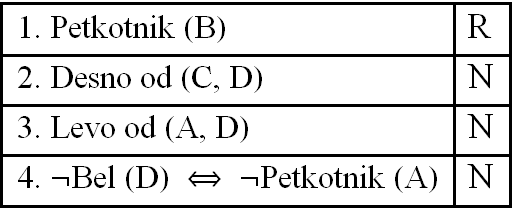 1. Petkotnik (B) R
2. Desno od (C, D) N
3. Levo od (A, D) N
4. ¬Bel (D) ⇔ ¬Petkotnik (A) N